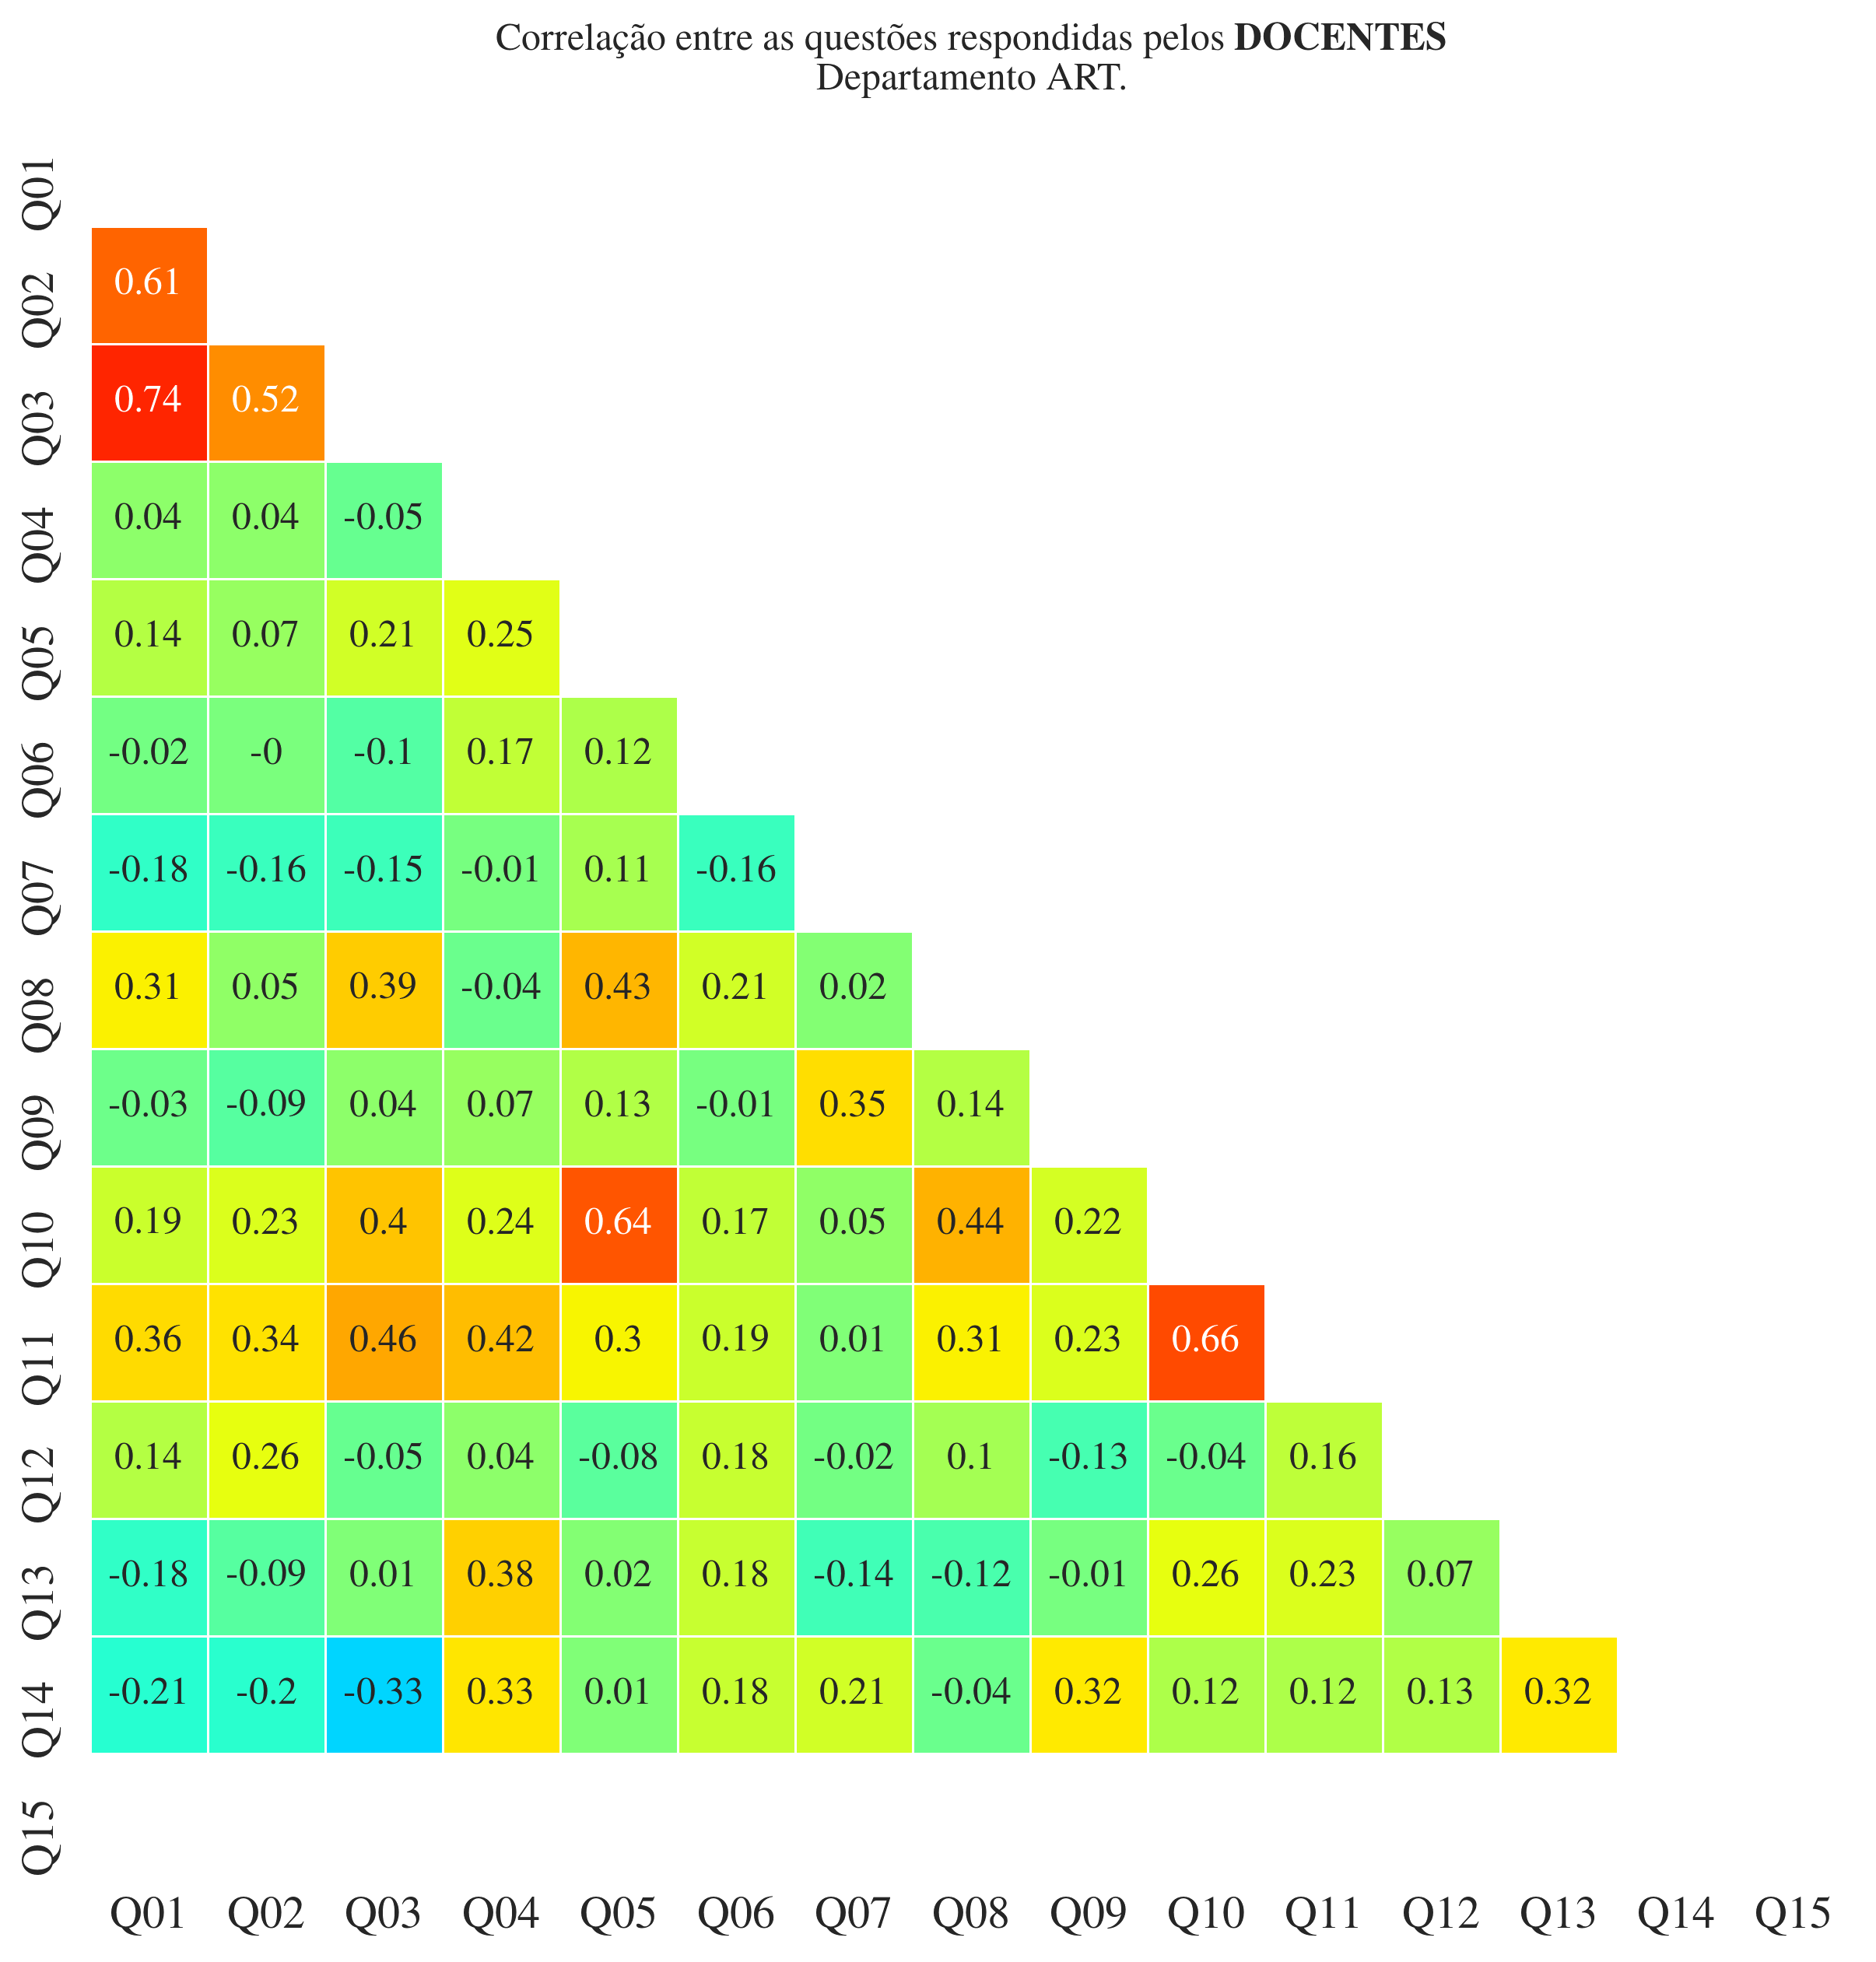 Correlação entre as questões respondidas pelos DOCENTES
Departamento ART.
Q01
Q02 0.61
Q03 0.74 0.52
Q04 0.04 0.04 -0.05
Q05 0.14 0.07 0.21 0.25
Q06 -0.02 -0 -0.1 0.17 0.12
Q07 -0.18 -0.16 -0.15 -0.01 0.11 -0.16
Q08 0.31 0.05 0.39 -0.04 0.43 0.21 0.02
Q09 -0.03 -0.09 0.04 0.07 0.13 -0.01 0.35 0.14
Q10 0.19 0.23 0.4 0.24 0.64 0.17 0.05 0.44 0.22
Q11 0.36 0.34 0.46 0.42 0.3 0.19 0.01 0.31 0.23 0.66
Q12 0.14 0.26 -0.05 0.04 -0.08 0.18 -0.02 0.1 -0.13 -0.04 0.16
Q13 -0.18 -0.09 0.01 0.38 0.02 0.18 -0.14 -0.12 -0.01 0.26 0.23 0.07
Q14 -0.21 -0.2 -0.33 0.33 0.01 0.18 0.21 -0.04 0.32 0.12 0.12 0.13 0.32
Q15
Q01 Q02 Q03 Q04 Q05 Q06 Q07 Q08 Q09 Q10 Q11 Q12 Q13 Q14 Q15